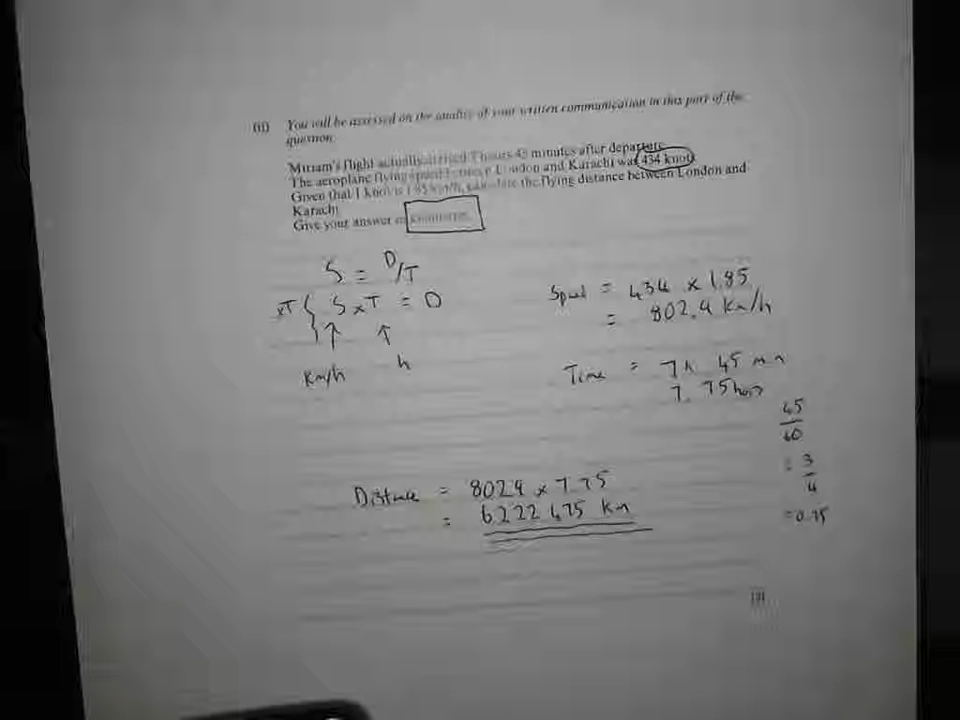 (ii) You will be assessed on the quality of your written communication in this part of the
question.
Miriam's flight actually arrived 7 hours 45 minutes after departure.
The aeroplane flying speed between London and Karachi was 434 knots.
Given that 1 knot is 1.85 km/h, calculate the flying distance between London and
Karachi
Give your answer in kilometres.
S = D/T
xT { S x T = D
km/h h
Speed = 434 x 1.85
= 802.9 km/h
Time = 7h 45 min
7.75 hours
45
60
= 3
4
= 0.75
Distance = 802.9 x 7.75
= 6222.475 km